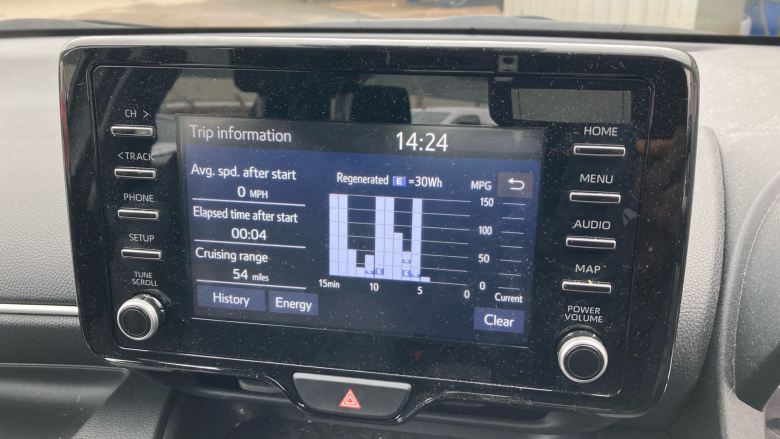 CH >
< TRACK
PHONE
SETUP
TUNE
SCROLL
Trip information
14:24
Avg. spd. after start
0 MPH
Elapsed time after start
00:04
Cruising range
54 miles
History
Energy
Regenerated E =30Wh
MPG
150
100
50
0
15min 10 5 0
Current
E E E E
Clear
HOME
MENU
AUDIO
MAP
POWER
VOLUME